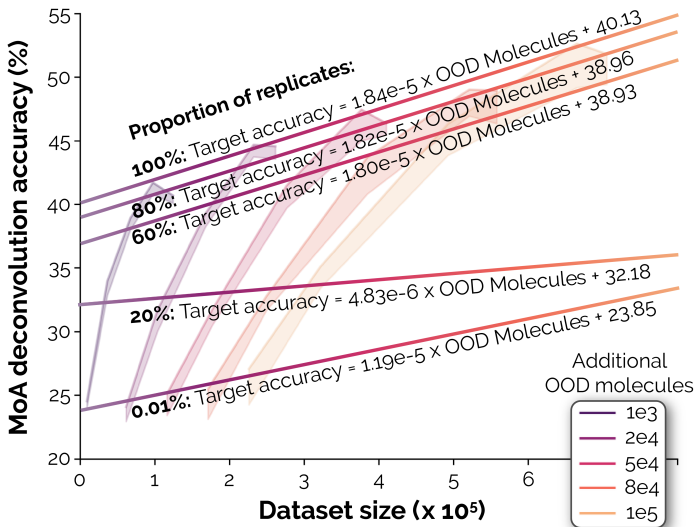 55
50
45
40
35
30
25
20
MoA deconvolution accuracy (%)
Proportion of replicates:
100%: Target accuracy = 1.84e-5 x OOD Molecules + 40.13
80%: Target accuracy = 1.82e-5 x OOD Molecules + 38.96
60%: Target accuracy = 1.80e-5 x OOD Molecules + 38.93
20%: Target accuracy = 4.83e-6 x OOD Molecules + 32.18
0.01%: Target accuracy = 1.19e-5 x OOD Molecules + 23.85
Additional
OOD molecules
1e3
2e4
5e4
8e4
1e5
0 1 2 3 4 5 6
Dataset size (x 10⁵)